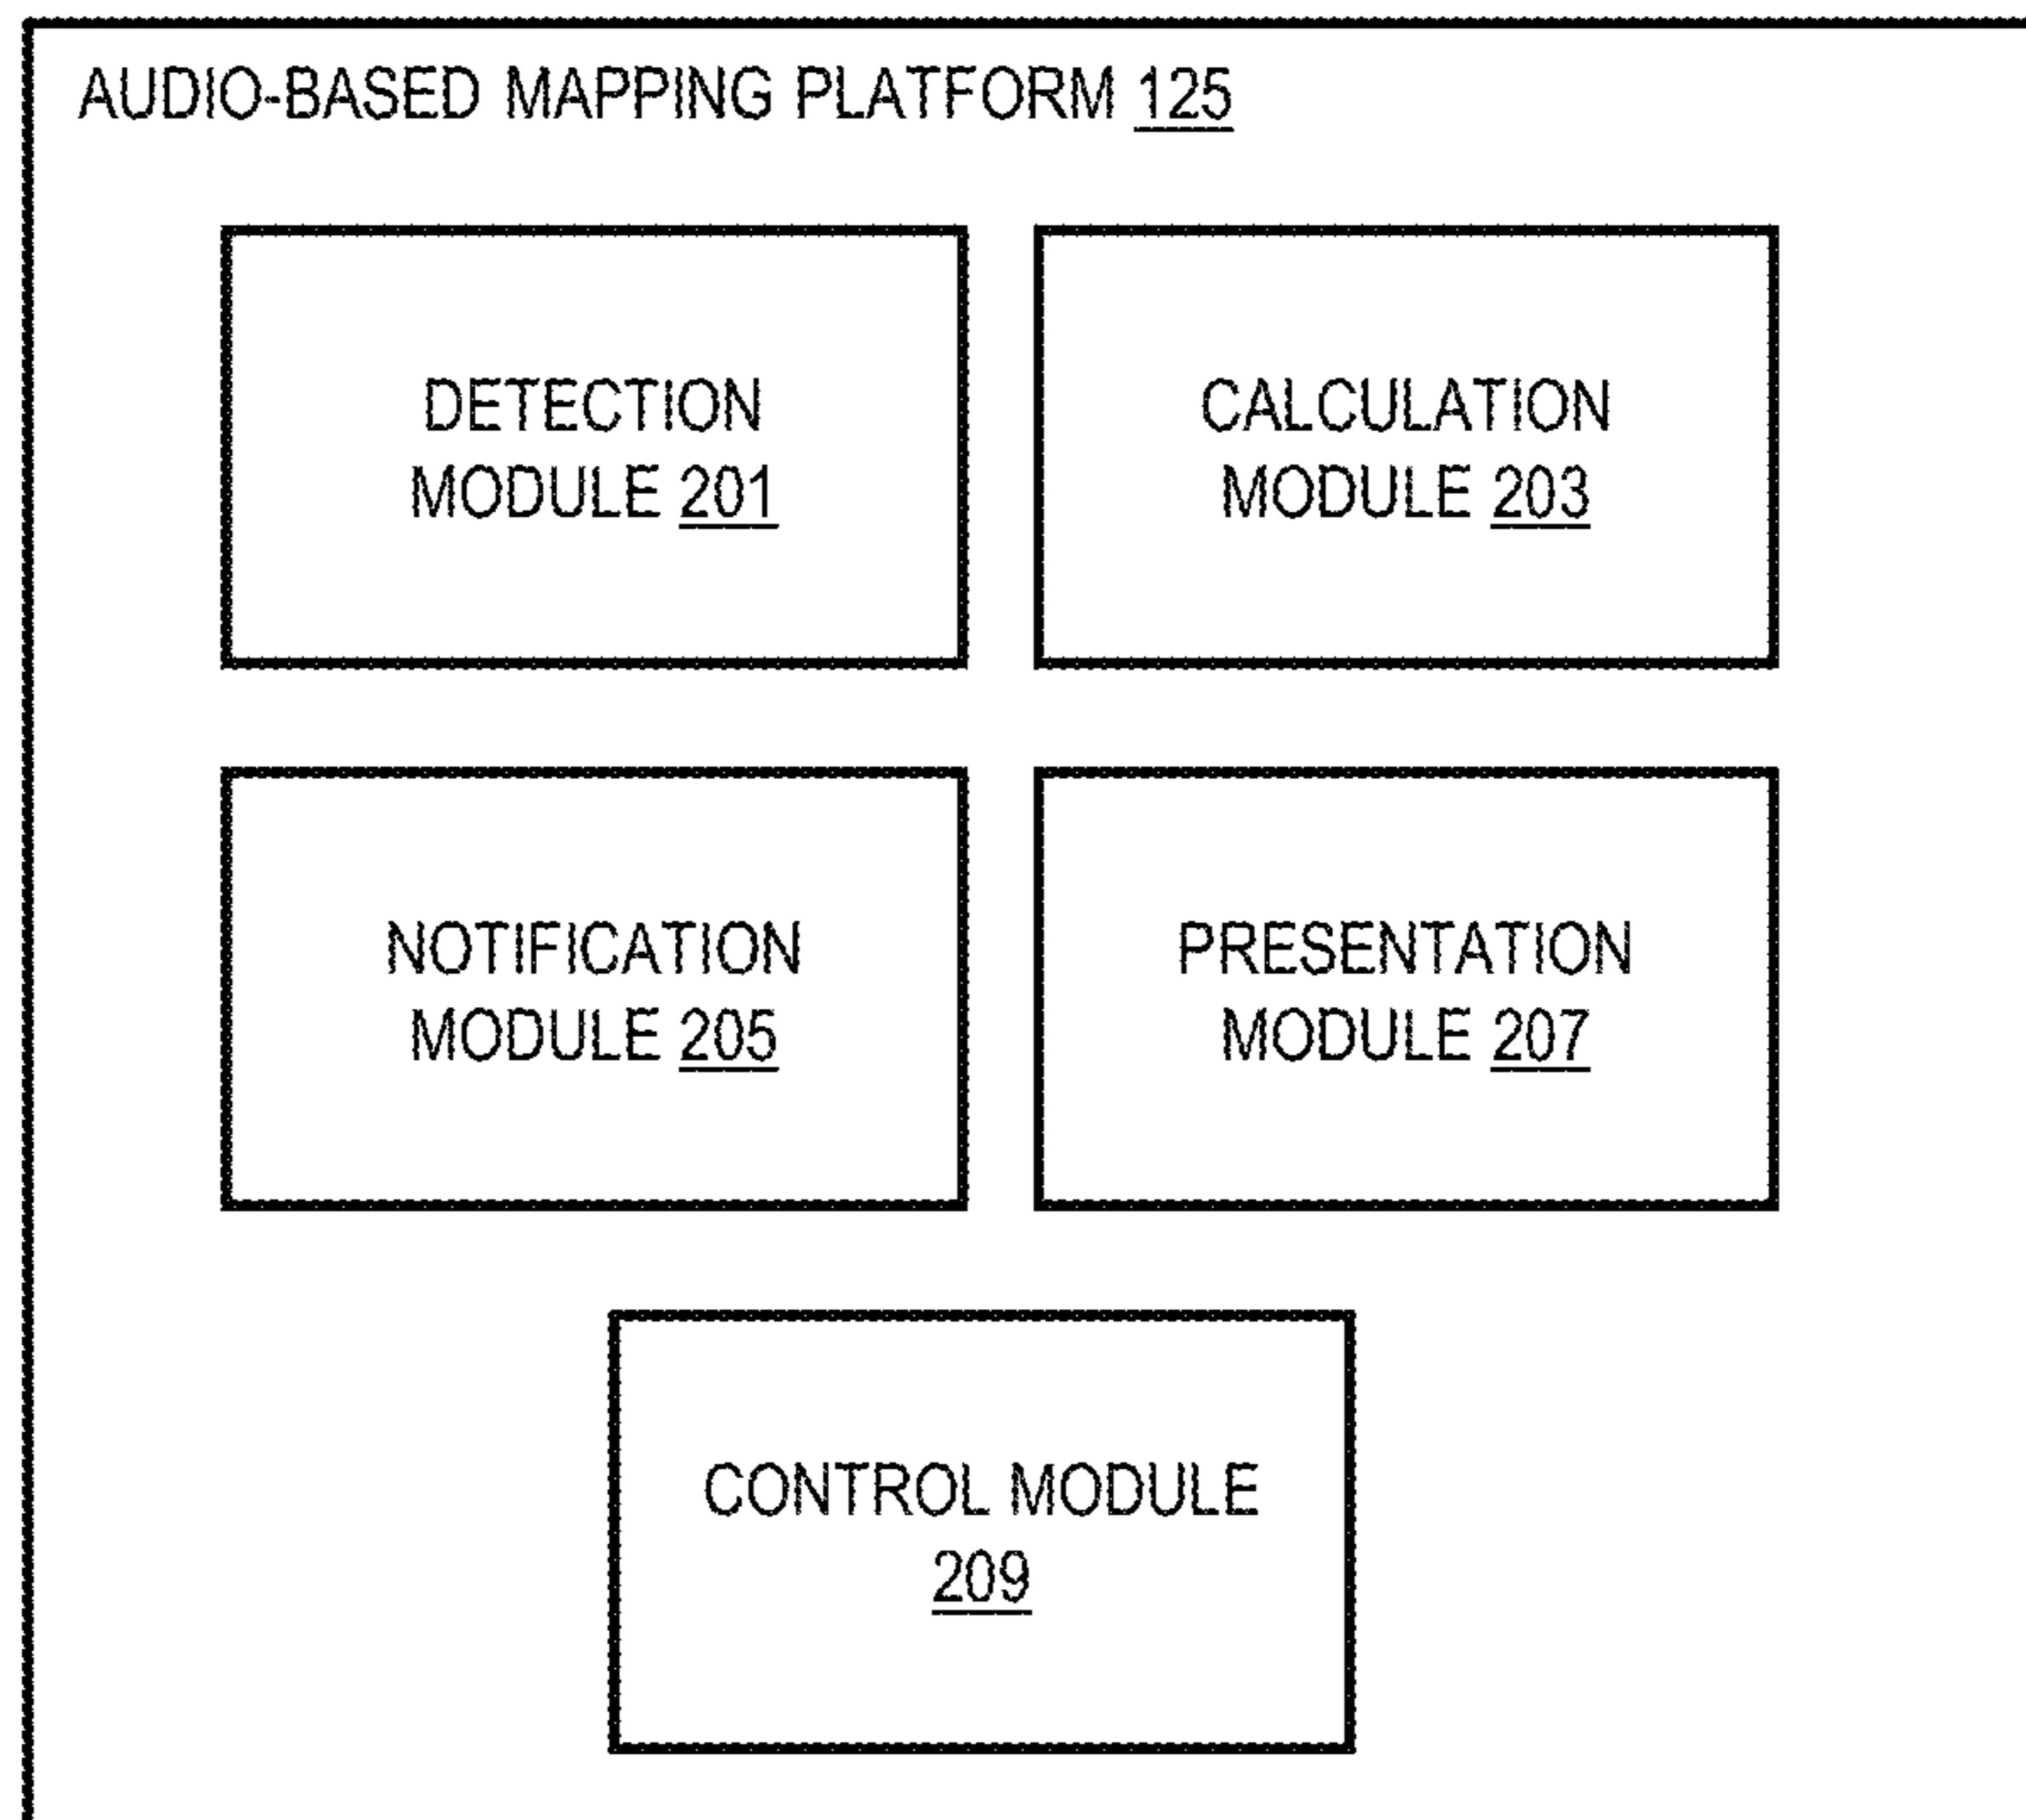 AUDIO-BASED MAPPING PLATFORM 125
DETECTION
MODULE 201
CALCULATION
MODULE 203
NOTIFICATION
MODULE 205
PRESENTATION
MODULE 207
CONTROL MODULE
209